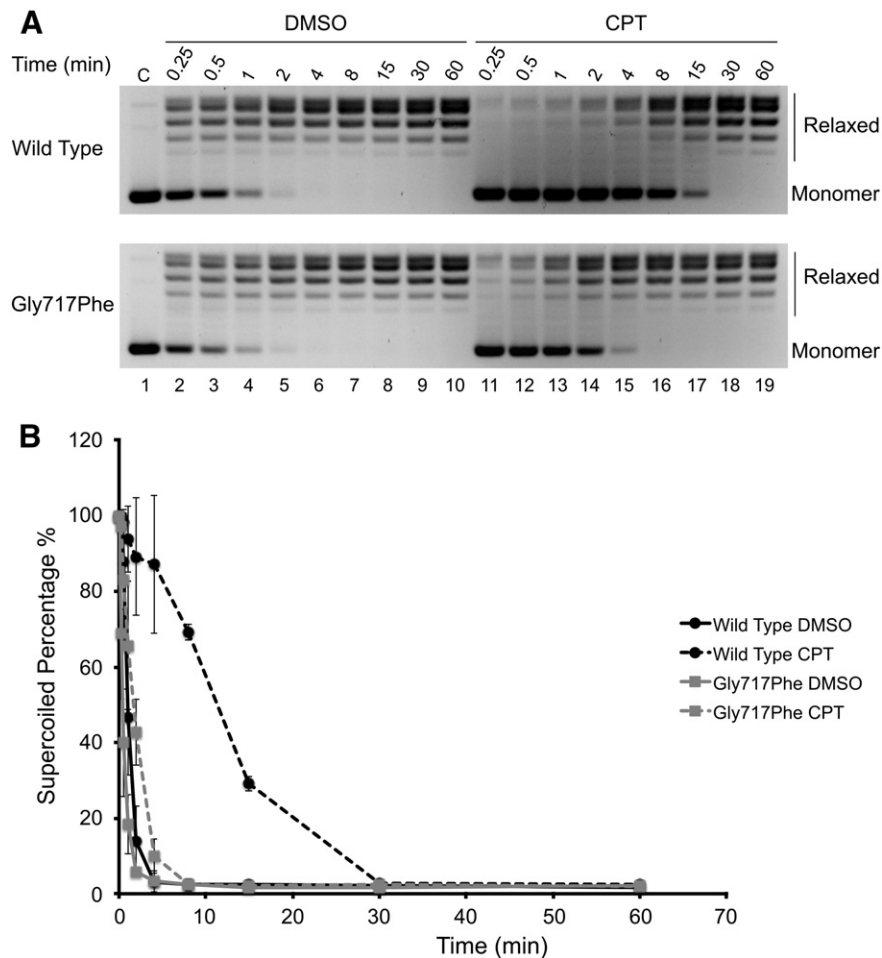 A
DMSO CPT
Time (min) C 0.25 0.5 1 2 4 8 15 30 60 0.25 0.5 1 2 4 8 15 30 60
Wild Type
Relaxed
Monomer
Gly717Phe
Relaxed
Monomer
1 2 3 4 5 6 7 8 9 10 11 12 13 14 15 16 17 18 19
B
Supercoiled Percentage %
120
100
80
60
40
20
0
0 10 20 30 40 50 60 70
Time (min)
Wild Type DMSO
Wild Type CPT
Gly717Phe DMSO
Gly717Phe CPT